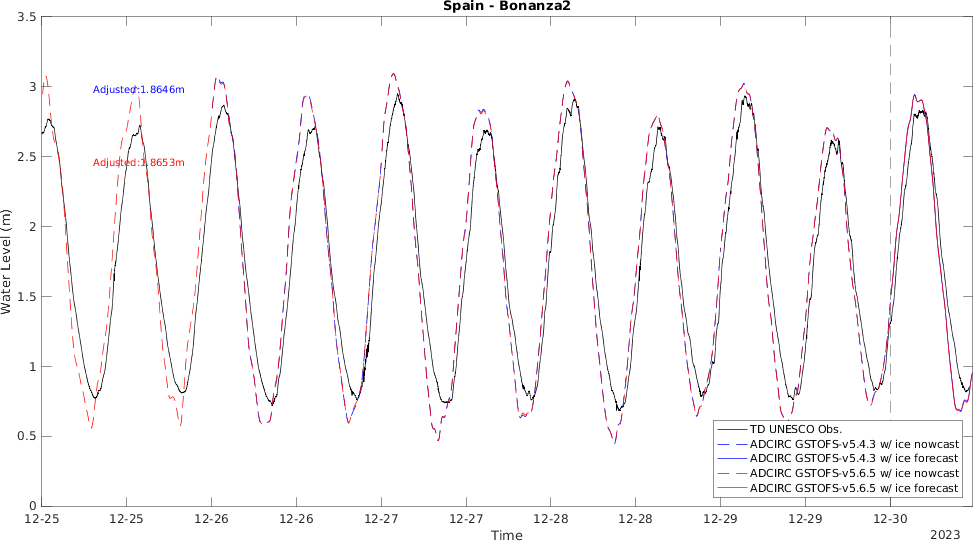 Spain - Bonanza2
3.5
3
2.5
2
1.5
1
0.5
0
Water Level (m)
Adjusted:1.8646m
Adjusted:1.8653m
TD UNESCO Obs.
ADCIRC GSTOFS-v5.4.3 w/ ice nowcast
ADCIRC GSTOFS-v5.4.3 w/ ice forecast
ADCIRC GSTOFS-v5.6.5 w/ ice nowcast
ADCIRC GSTOFS-v5.6.5 w/ ice forecast
12-25 12-25 12-26 12-26 12-27 12-27 12-28 12-28 12-29 12-29 12-30
Time
2023